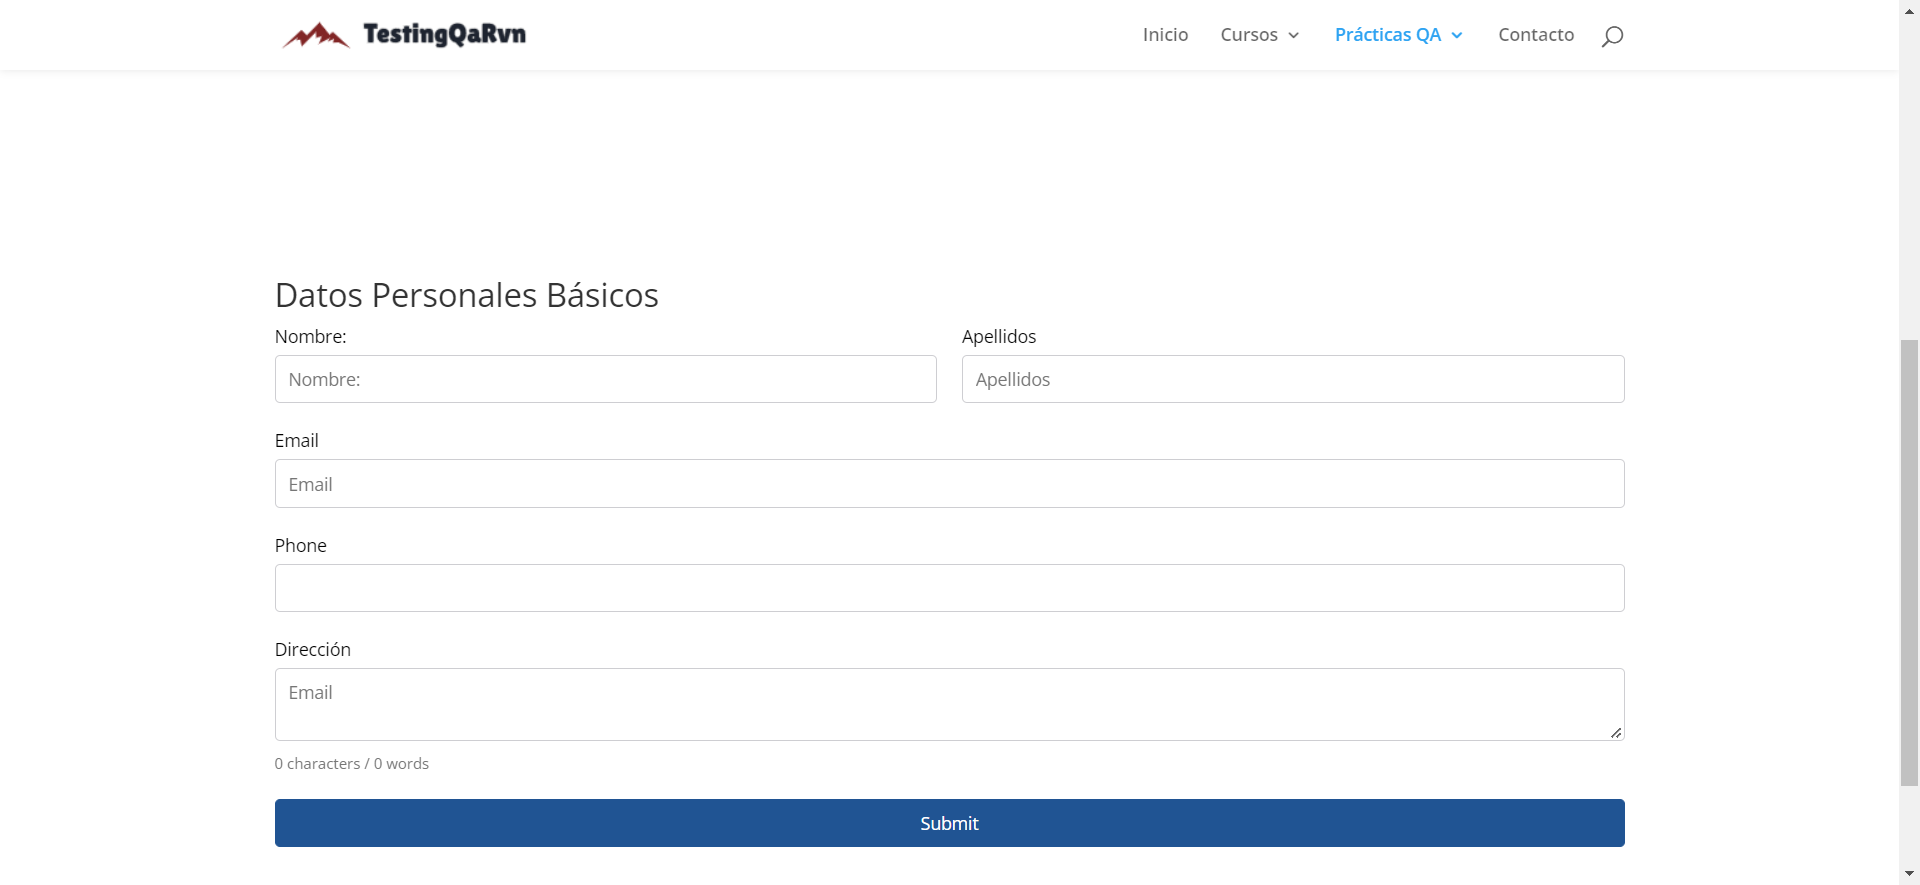 TestingQaRvn
Inicio Cursos Prácticas QA Contacto
Datos Personales Básicos
Nombre: Apellidos
Nombre: Apellidos
Email
Email
Phone
Dirección
Email
0 characters / 0 words
Submit